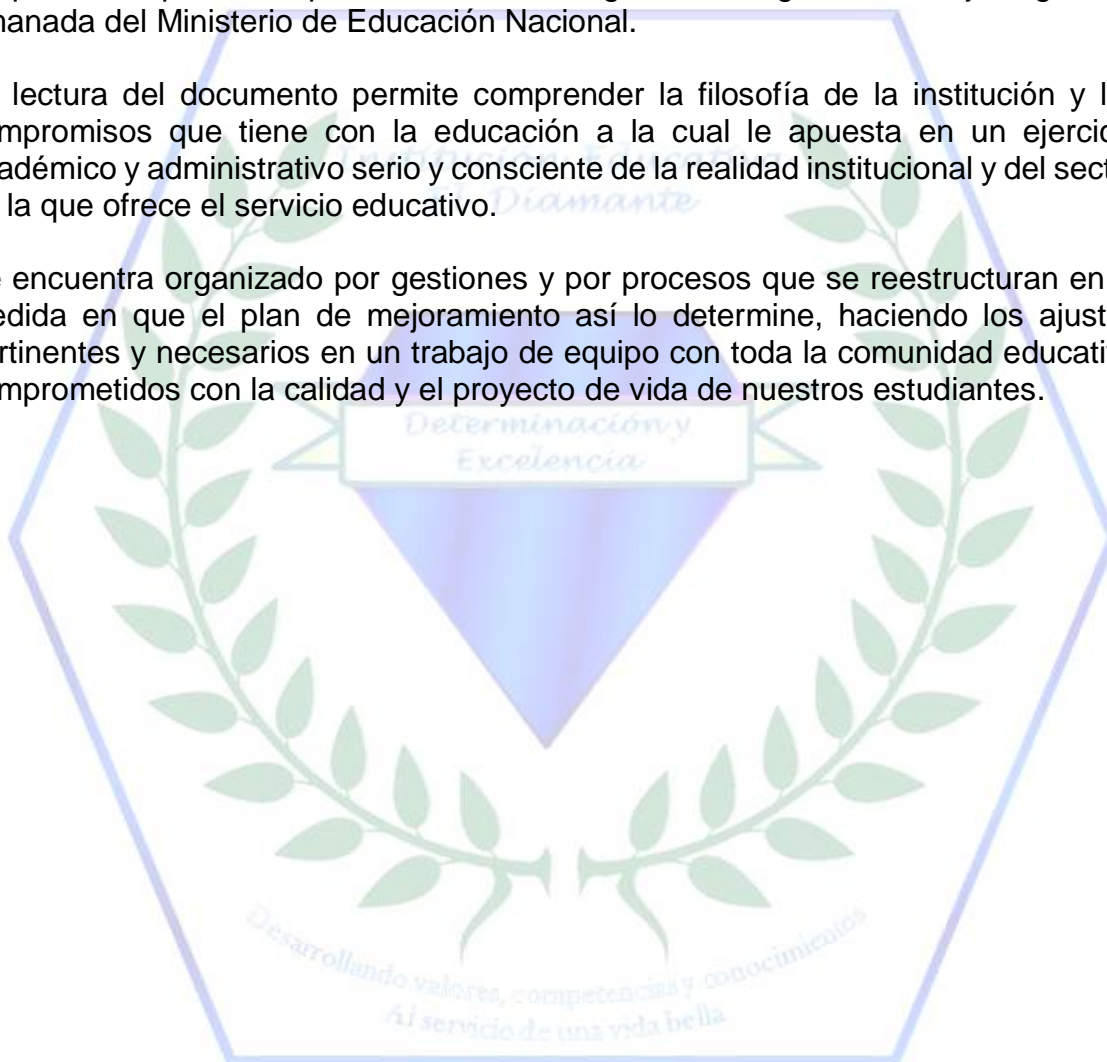 manada del Ministerio de Educación Nacional.
lectura del documento permite comprender la filosofía de la institución y l
mpromisos que tiene con la educación a la cual le apuesta en un ejercic
adémico y administrativo serio y consciente de la realidad institucional y del sect
Institución Educativa
la que ofrece el servicio educativo.
El Diamante
e encuentra organizado por gestiones y por procesos que se reestructuran en
edida en que el plan de mejoramiento así lo determine, haciendo los ajust
rtinentes y necesarios en un trabajo de equipo con toda la comunidad educati
mprometidos con la calidad y el proyecto de vida de nuestros estudiantes.
Determinación y
Excelencia
Desarrollando valores, competencias y conocimientos
Al servicio de una vida bella